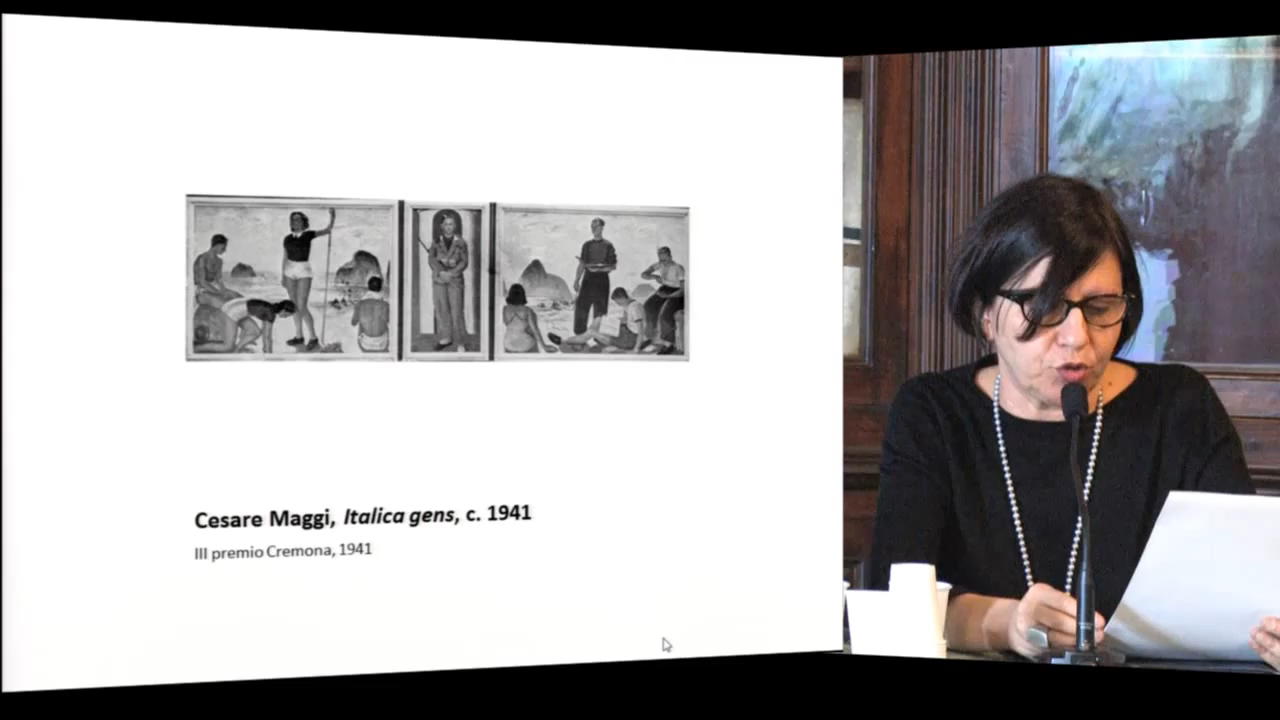 Cesare Maggi, Italica gens, c. 1941
III premio Cremona, 1941